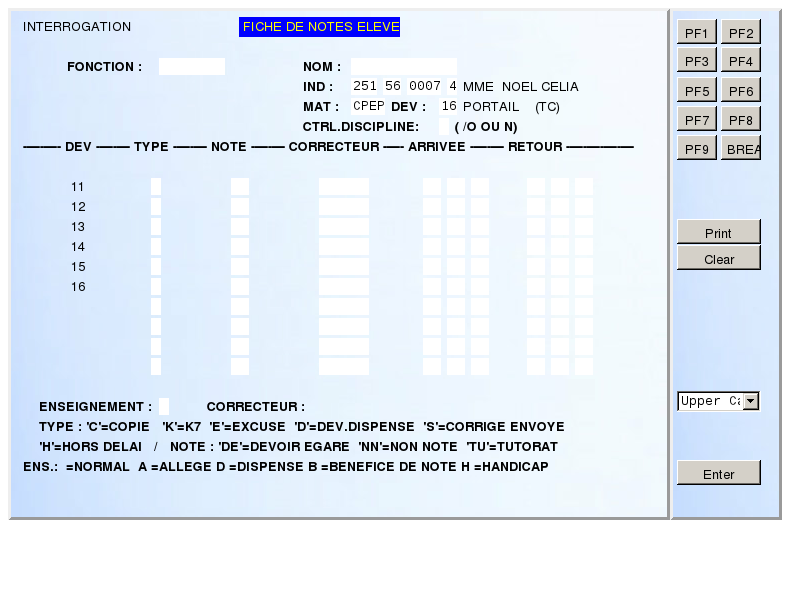 INTERROGATION FICHE DE NOTES ELEVE
FONCTION : NOM :
IND : 251 56 0007 4 MME NOEL CELIA
MAT : CPEP DEV : 16 PORTAIL (TC)
CTRL.DISCIPLINE: ( /O OU N)
------- DEV ------ TYPE ------ NOTE ------ CORRECTEUR ---- ARRIVEE ------ RETOUR ------------
11
12
13
14
15
16
ENSEIGNEMENT : CORRECTEUR :
TYPE : 'C'=COPIE 'K'=K7 'E'=EXCUSE 'D'=DEV.DISPENSE 'S'=CORRIGE ENVOYE
'H'=HORS DELAI / NOTE : 'DE'=DEVOIR EGARE 'NN'=NON NOTE 'TU'=TUTORAT
ENS.: =NORMAL A =ALLEGE D =DISPENSE B =BENEFICE DE NOTE H =HANDICAP
PF1 PF2
PF3 PF4
PF5 PF6
PF7 PF8
PF9 BREA
Print
Clear
Upper Ca
Enter